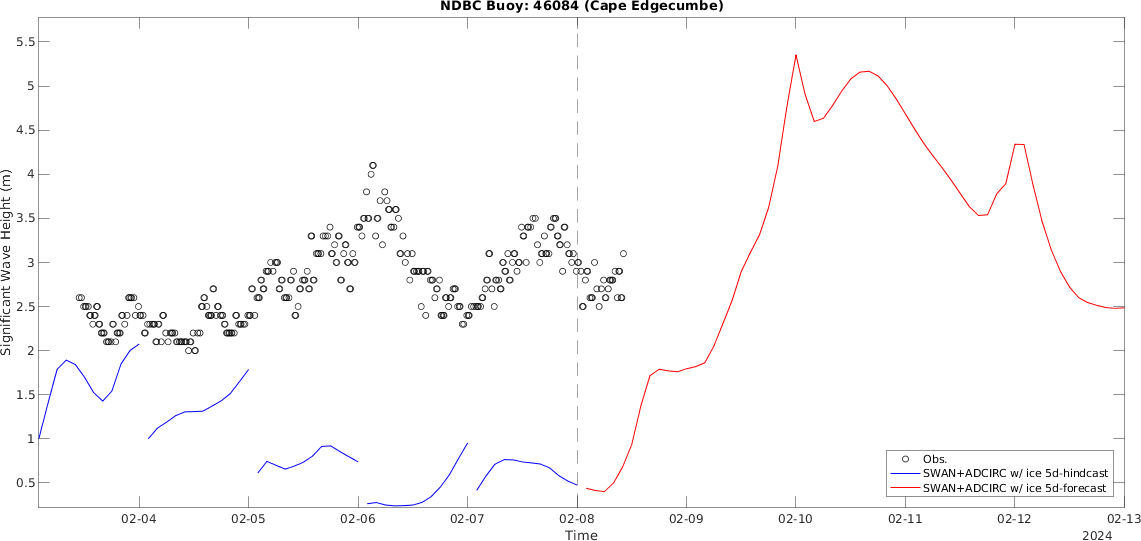 NDBC Buoy: 46084 (Cape Edgecumbe)
Significant Wave Height (m)
5.5
5
4.5
4
3.5
3
2.5
2
1.5
1
0.5
Obs.
SWAN+ADCIRC w/ ice 5d-hindcast
SWAN+ADCIRC w/ ice 5d-forecast
02-04 02-05 02-06 02-07 02-08 02-09 02-10 02-11 02-12 02-13
Time
2024